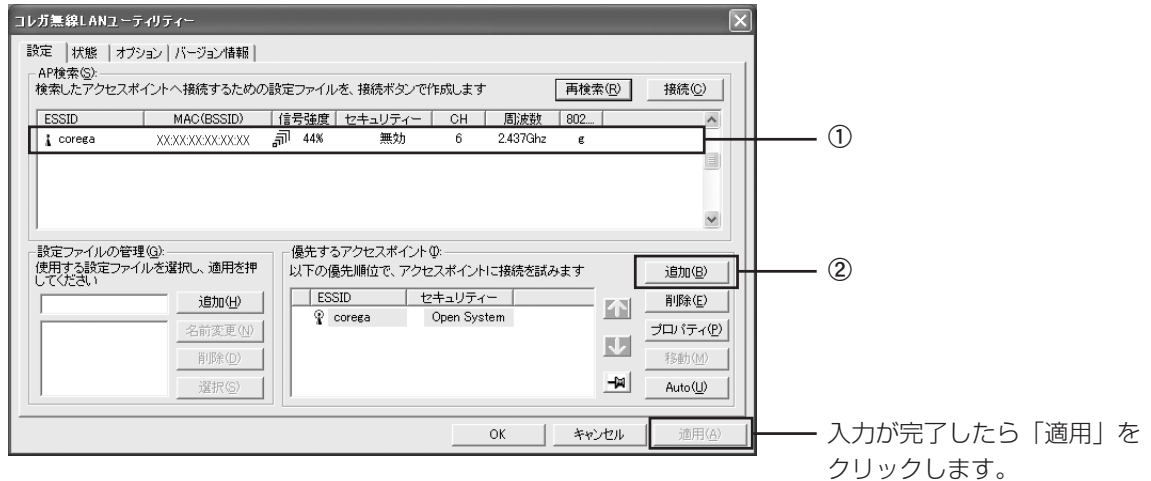 コレガ無線LANユーティリティー
設定 状態 オプション バージョン情報
AP検索(S):
検索したアクセスポイントへ接続するための設定ファイルを、接続ボタンで作成します 再検索(R) 接続(C)
ESSID MAC(BSSID) 信号強度 セキュリティー CH 周波数 802...
corega XX:XX:XX:XX:XX:XX 44% 無効 6 2.437Ghz g
①
設定ファイルの管理(G):
使用する設定ファイルを選択し、適用を押
してください
追加(H)
名前変更(N)
削除(D)
選択(S)
優先するアクセスポイント(I):
以下の優先順位で、アクセスポイントに接続を試みます
ESSID セキュリティー
corega Open System
追加(B)
②
削除(E)
プロパティ(P)
移動(M)
Auto(U)
OK キャンセル 適用(A)
入力が完了したら「適用」を
クリックします。